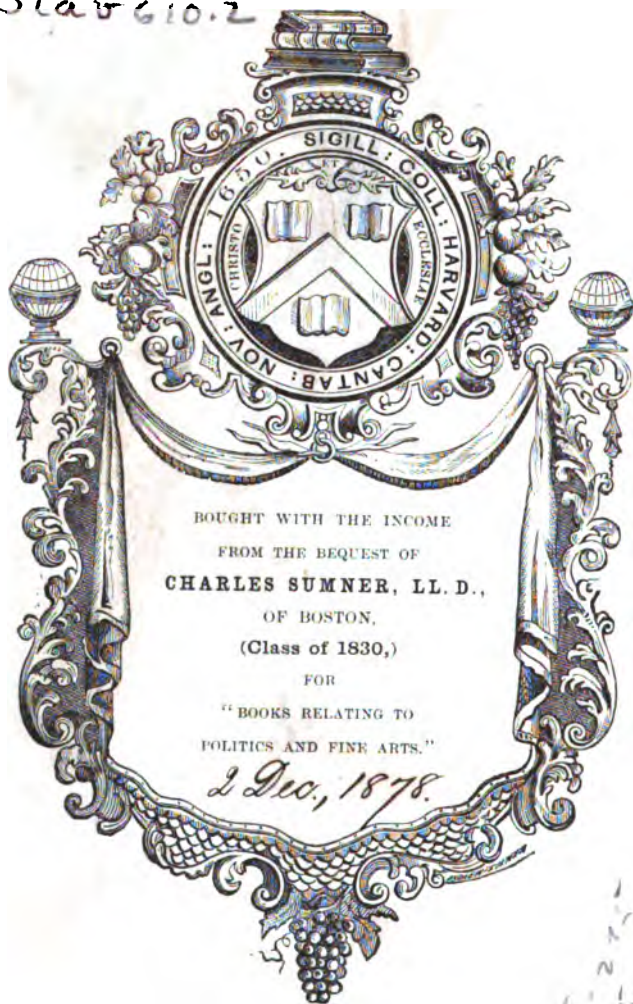 Slav 610.2
SIGILL: COLL: HARVARD: CANTAB: NOV: ANGL: 1650.
ET
CHRISTO
ECCLESIAE
BOUGHT WITH THE INCOME
FROM THE BEQUEST OF
CHARLES SUMNER, LL. D.,
OF BOSTON,
(Class of 1830,)
FOR
"BOOKS RELATING TO
POLITICS AND FINE ARTS."
2 Dec., 1878.